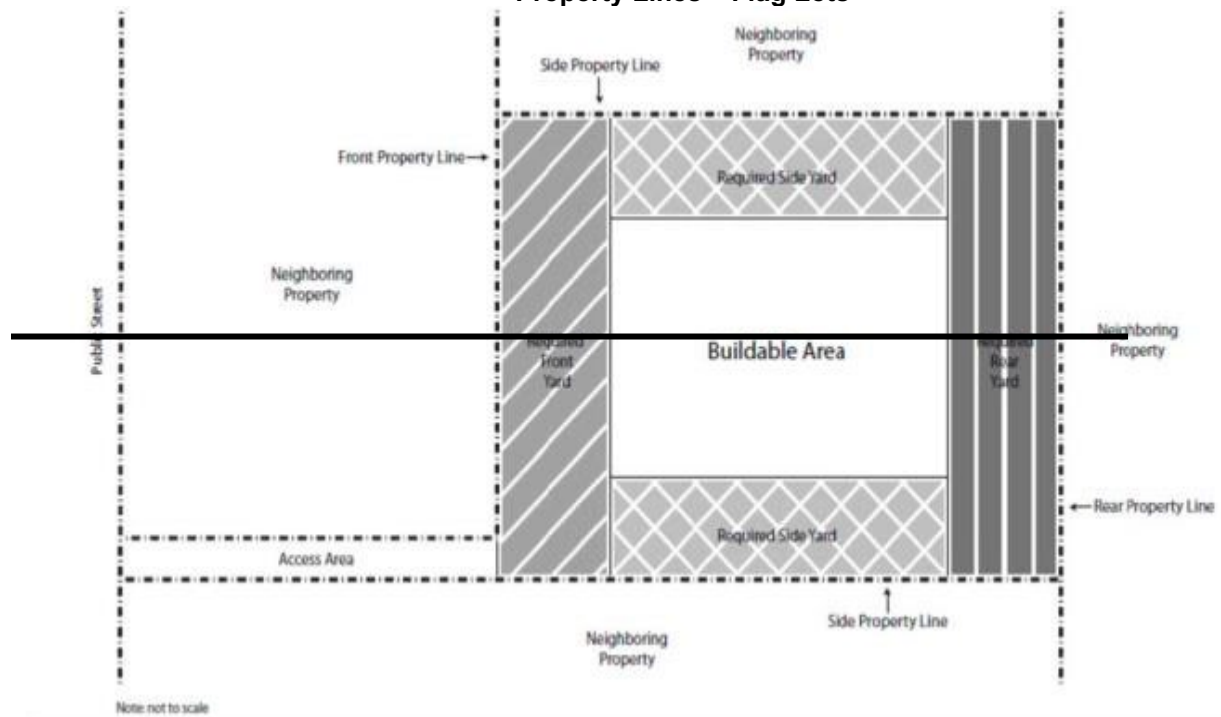 Property Lines – Flag Lots
Neighboring
Property
Side Property Line
Front Property Line
Required Side Yard
Neighboring
Property
Public Street
Required
Front
Yard
Buildable Area
Required
Rear
Yard
Neighboring
Property
Rear Property Line
Required Side Yard
Access Area
Side Property Line
Neighboring
Property
Note: not to scale